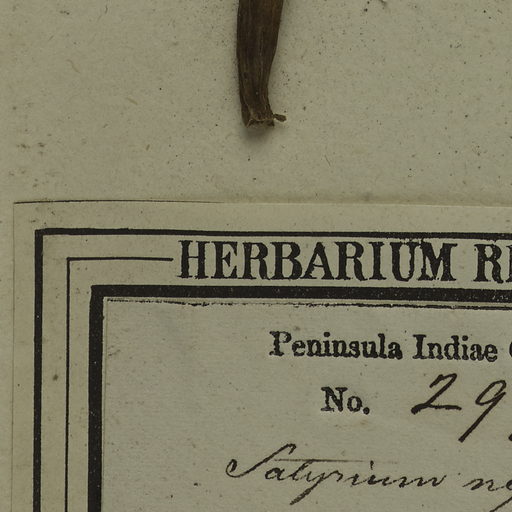 HERBARIUM
Peninsula Indiae
No. 29
Satyrium